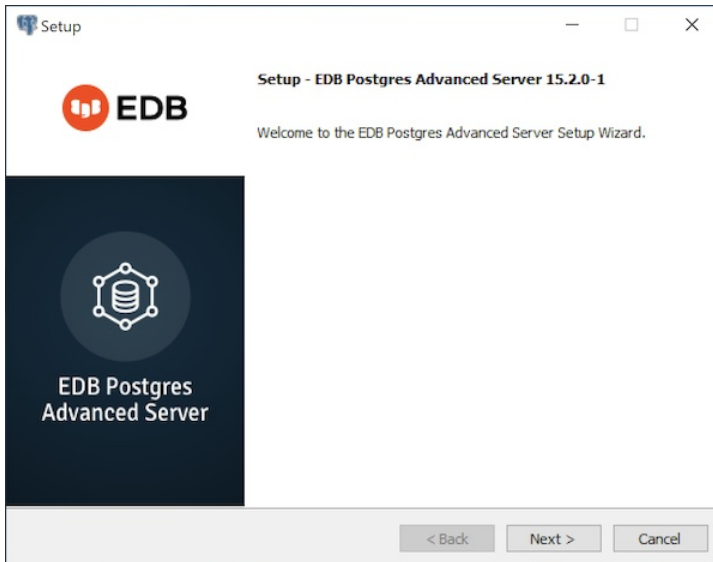 Setup
EDB
Setup - EDB Postgres Advanced Server 15.2.0-1
Welcome to the EDB Postgres Advanced Server Setup Wizard.
EDB Postgres
Advanced Server
< Back
Next >
Cancel